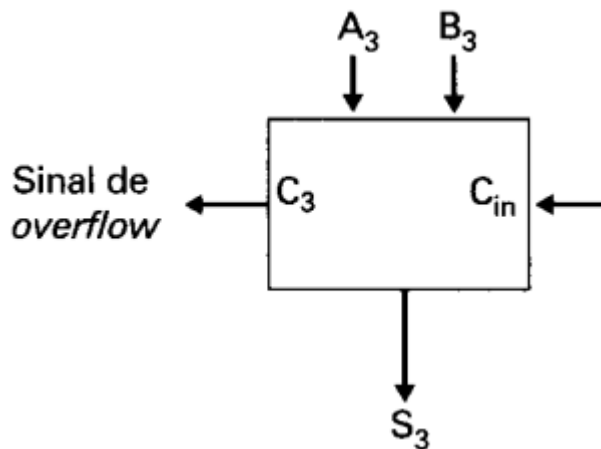 A₃ B₃
Sinal de
overflow
C₃ Cᵢₙ
S₃